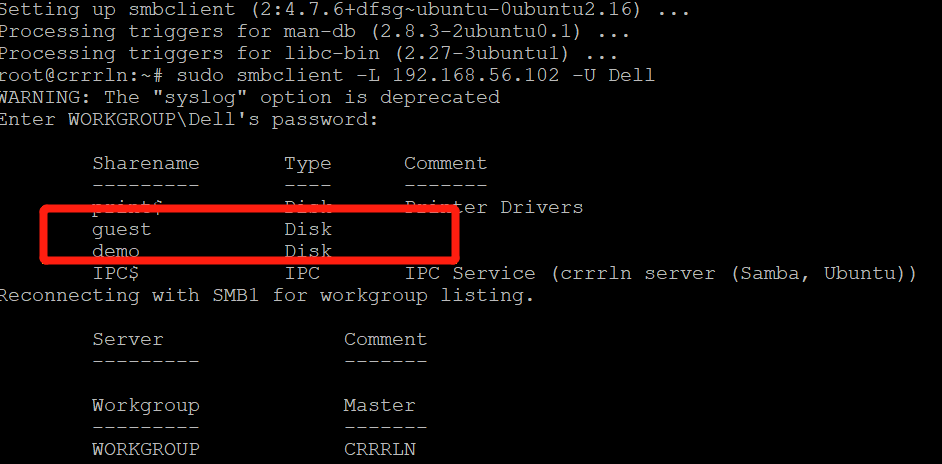 Setting up smbclient (2:4.7.6+dfsg~ubuntu-0ubuntu2.16) ...
Processing triggers for man-db (2.8.3-2ubuntu0.1) ...
Processing triggers for libc-bin (2.27-3ubuntu1) ...
root@crrrln:~# sudo smbclient -L 192.168.56.102 -U Dell
WARNING: The "syslog" option is deprecated
Enter WORKGROUP\Dell's password:
Sharename Type Comment
--------- ---- -------
print$ Disk Printer Drivers
guest Disk
demo Disk
IPC$ IPC IPC Service (crrrln server (Samba, Ubuntu))
Reconnecting with SMB1 for workgroup listing.
Server Comment
--------- -------
Workgroup Master
--------- -------
WORKGROUP CRRRLN